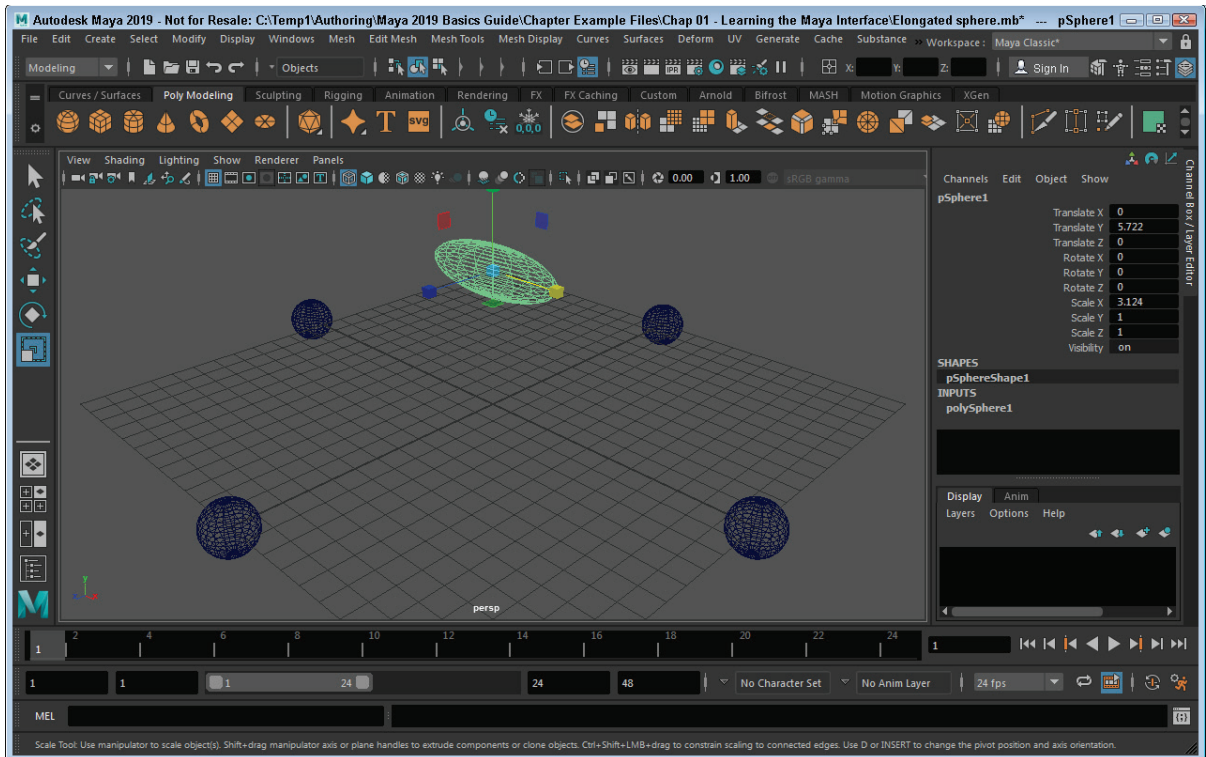 Autodesk Maya 2019 - Not for Resale: C:\Temp1\Authoring\Maya 2019 Basics Guide\Chapter Example Files\Chap 01 - Learning the Maya Interface\Elongated sphere.mb* --- pSphere1
File Edit Create Select Modify Display Windows Mesh Edit Mesh Mesh Tools Mesh Display Curves Surfaces Deform UV Generate Cache Substance » Workspace : Maya Classic*
Modeling Objects IPR X: Y: Z: Sign In
Curves / Surfaces Poly Modeling Sculpting Rigging Animation Rendering FX FX Caching Custom Arnold Bifrost MASH Motion Graphics XGen
T SVG 0,0,0
View Shading Lighting Show Renderer Panels
0.00 1.00 sRGB gamma
Channels Edit Object Show
Channel Box / Layer Editor
pSphere1
Translate X 0
Translate Y 5.722
Translate Z 0
Rotate X 0
Rotate Y 0
Rotate Z 0
Scale X 3.124
Scale Y 1
Scale Z 1
Visibility on
SHAPES
pSphereShape1
INPUTS
polySphere1
Display Anim
Layers Options Help
y
z x
persp
1 2 4 6 8 10 12 14 16 18 20 22 24 1
1 1 1 24 24 48 No Character Set No Anim Layer 24 fps
MEL
Scale Tool: Use manipulator to scale object(s). Shift+drag manipulator axis or plane handles to extrude components or clone objects. Ctrl+Shift+LMB+drag to constrain scaling to connected edges. Use D or INSERT to change the pivot position and axis orientation.